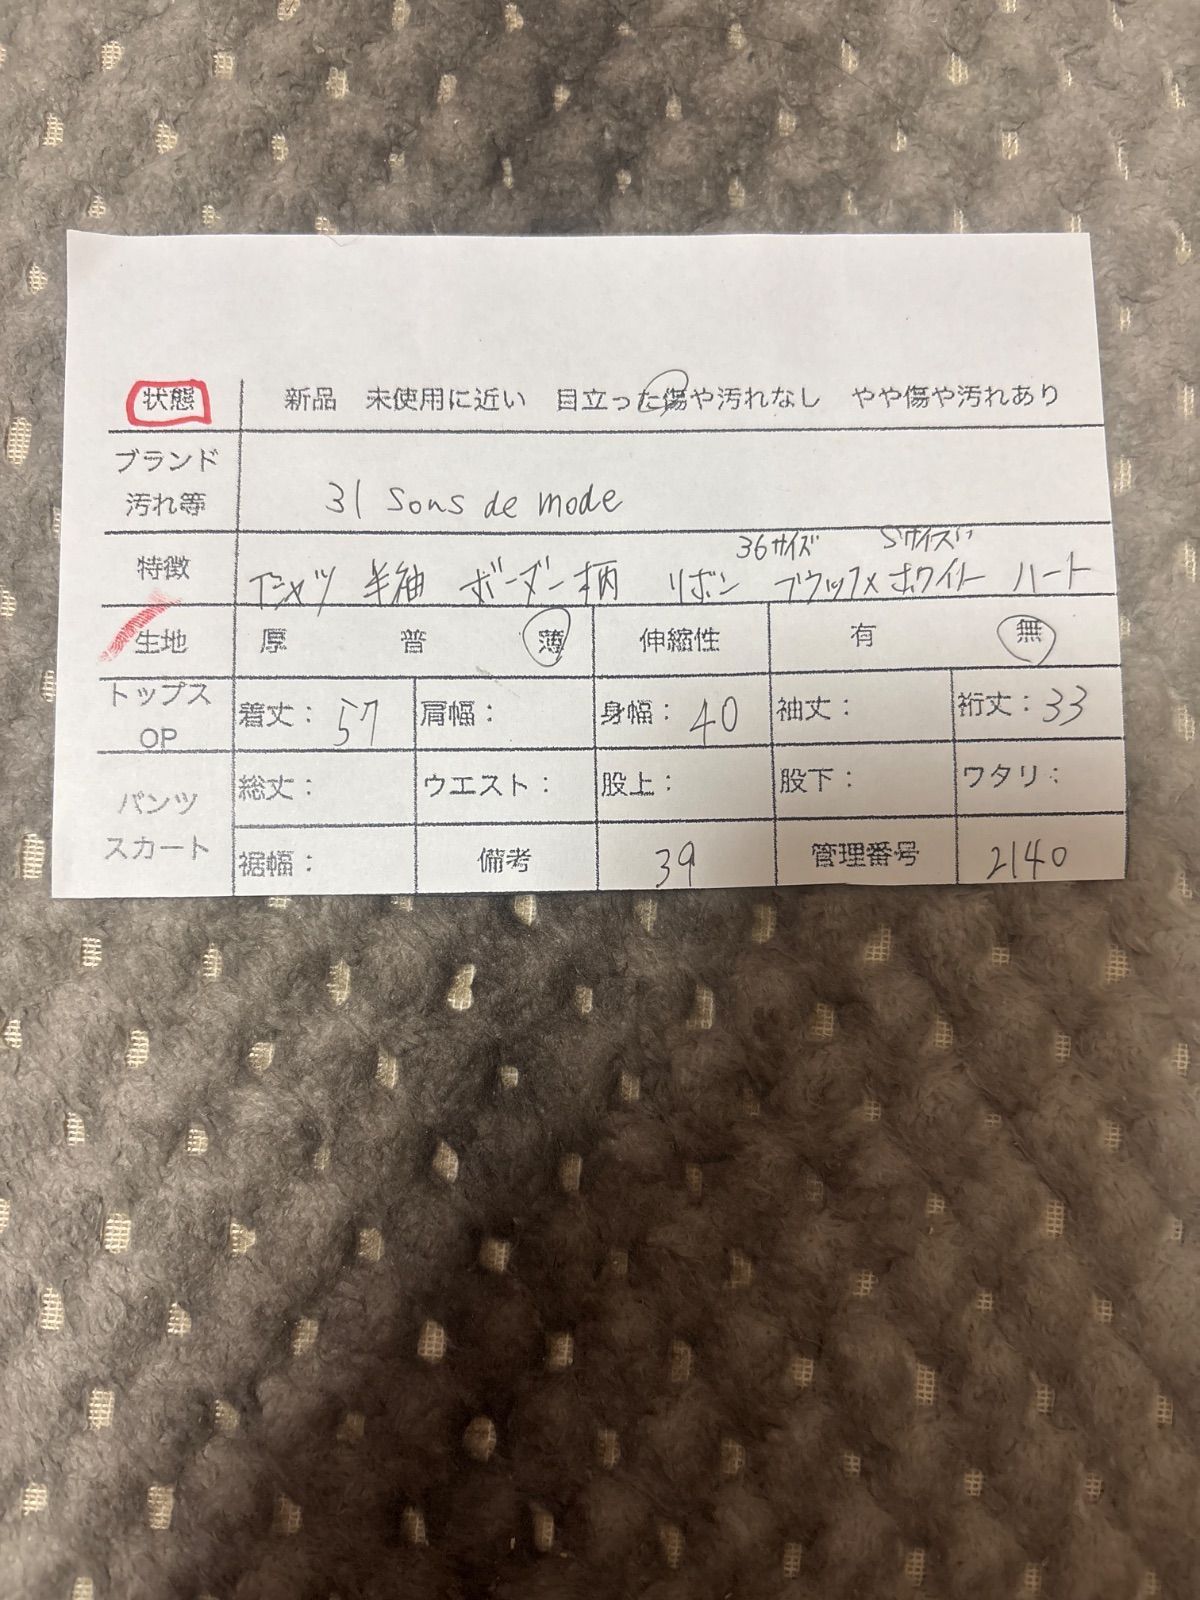 状態 新品 未使用に近い 目立った傷や汚れなし やや傷や汚れあり
ブランド
汚れ等 31 Sons de mode
36サイズ Sサイズ
特徴 Tシャツ 半袖 ボーダー柄 リボン ブラック×ホワイト ハート
生地 厚 普 薄 伸縮性 有 無
トップス
OP 着丈: 57 肩幅: 身幅: 40 袖丈: 裄丈: 33
パンツ
スカート 総丈: ウエスト: 股上: 股下: ワタリ:
裾幅: 備考 39 管理番号 2140